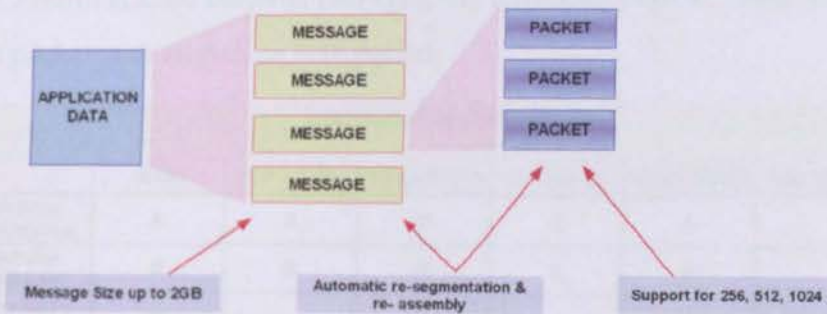 APPLICATION
DATA
MESSAGE
MESSAGE
MESSAGE
MESSAGE
PACKET
PACKET
PACKET
Message Size up to 2GB
Automatic re-segmentation &
re- assembly
Support for 256, 512, 1024